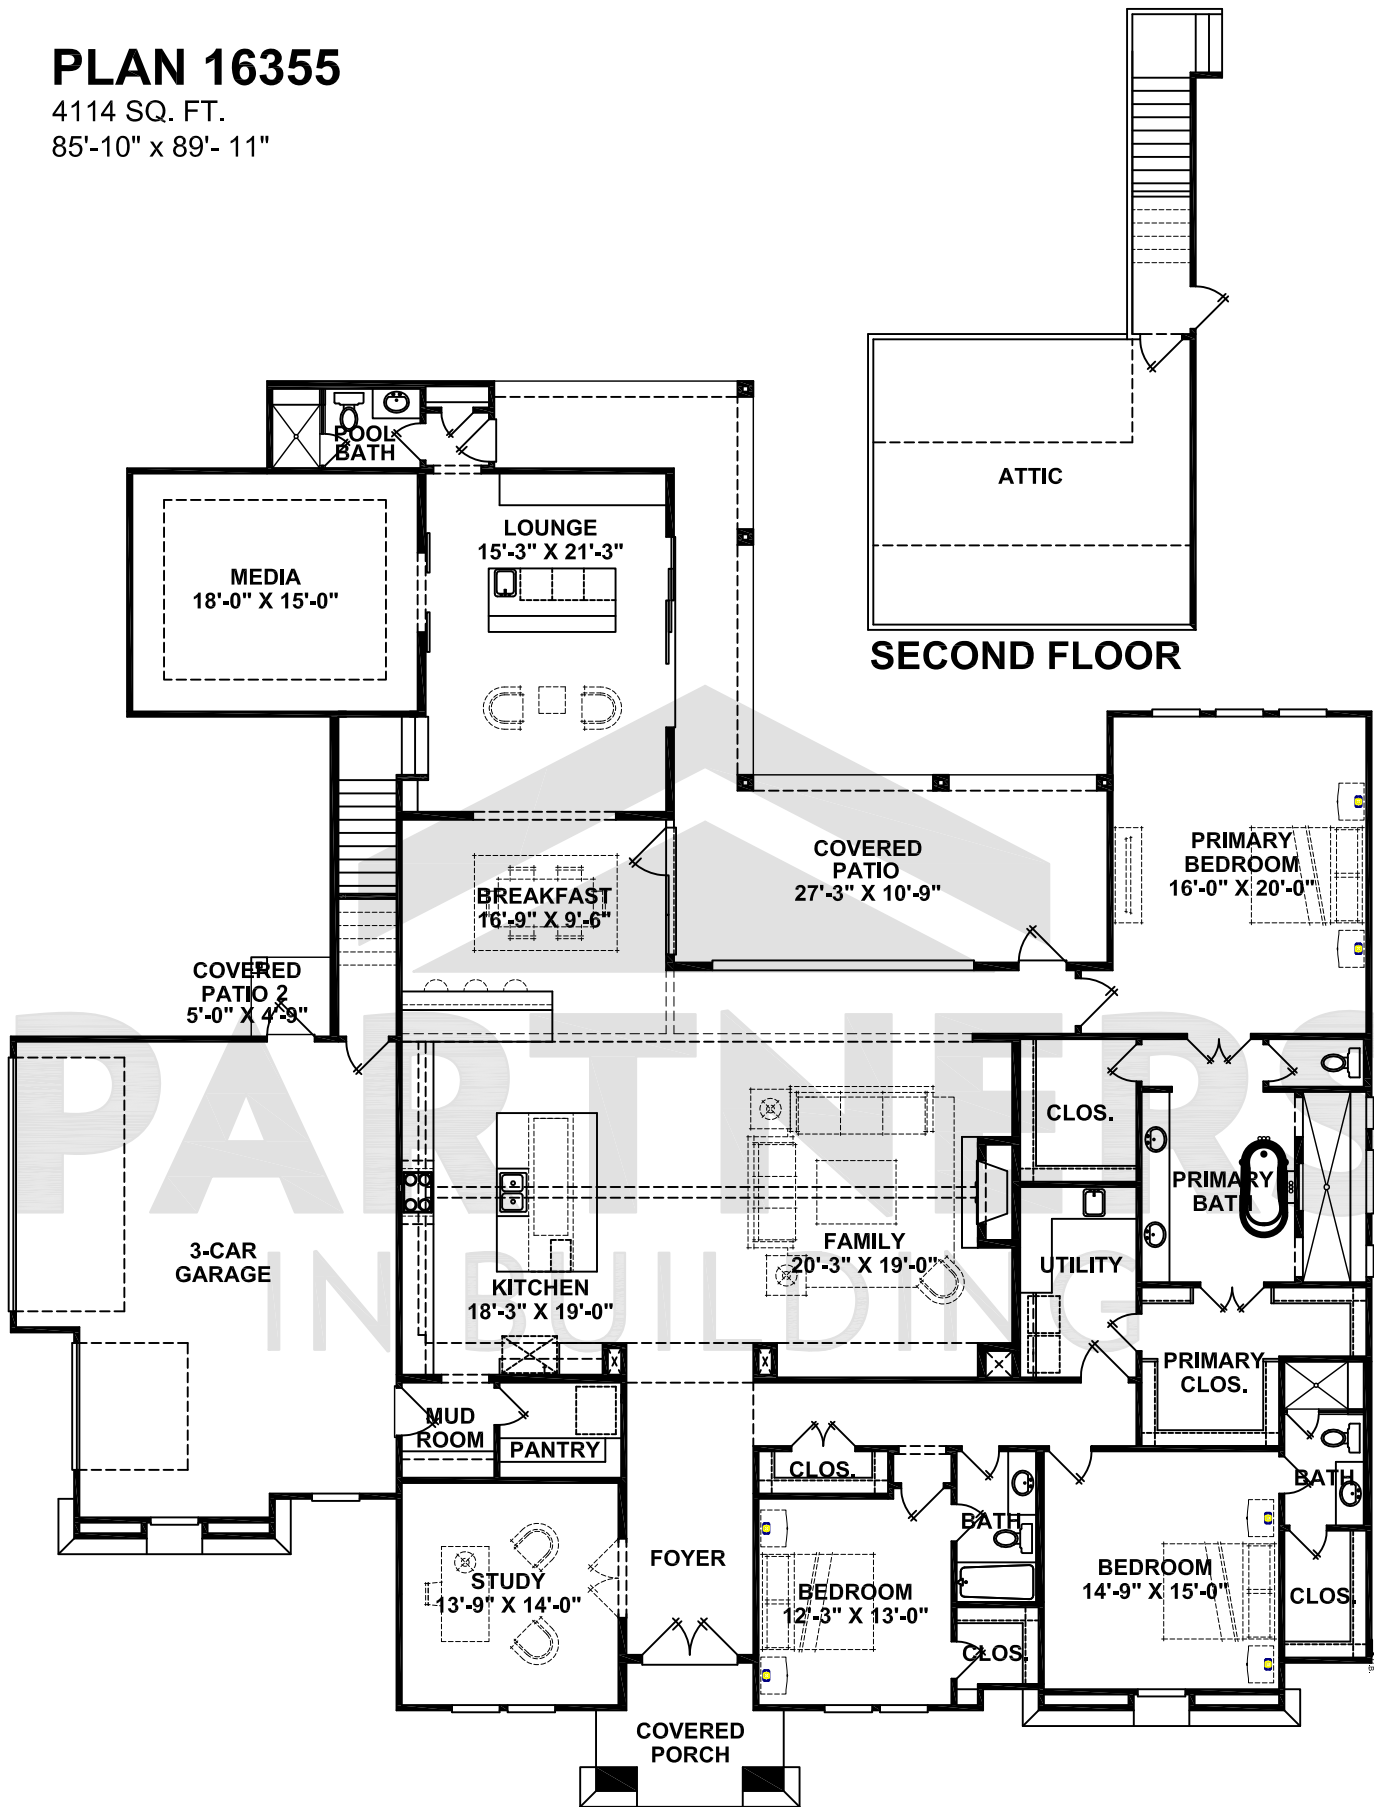 PLAN 16355
4114 SQ. FT.
85'-10" x 89'- 11"
ATTIC
SECOND FLOOR
POOL
BATH
LOUNGE
15'-3" X 21'-3"
MEDIA
18'-0" X 15'-0"
COVERED
PATIO
27'-3" X 10'-9"
PRIMARY
BEDROOM
16'-0" X 20'-0"
BREAKFAST
16'-9" X 9'-6"
COVERED
PATIO 2
5'-0" X 4'-9"
PARTNERS
IN BUILDING
CLOS.
PRIMARY
BATH
3-CAR
GARAGE
FAMILY
20'-3" X 19'-0"
UTILITY
KITCHEN
18'-3" X 19'-0"
PRIMARY
CLOS.
MUD
ROOM
PANTRY
CLOS.
BATH
BATH
FOYER
STUDY
13'-9" X 14'-0"
BEDROOM
12'-3" X 13'-0"
BEDROOM
14'-9" X 15'-0"
CLOS.
CLOS.
COVERED
PORCH